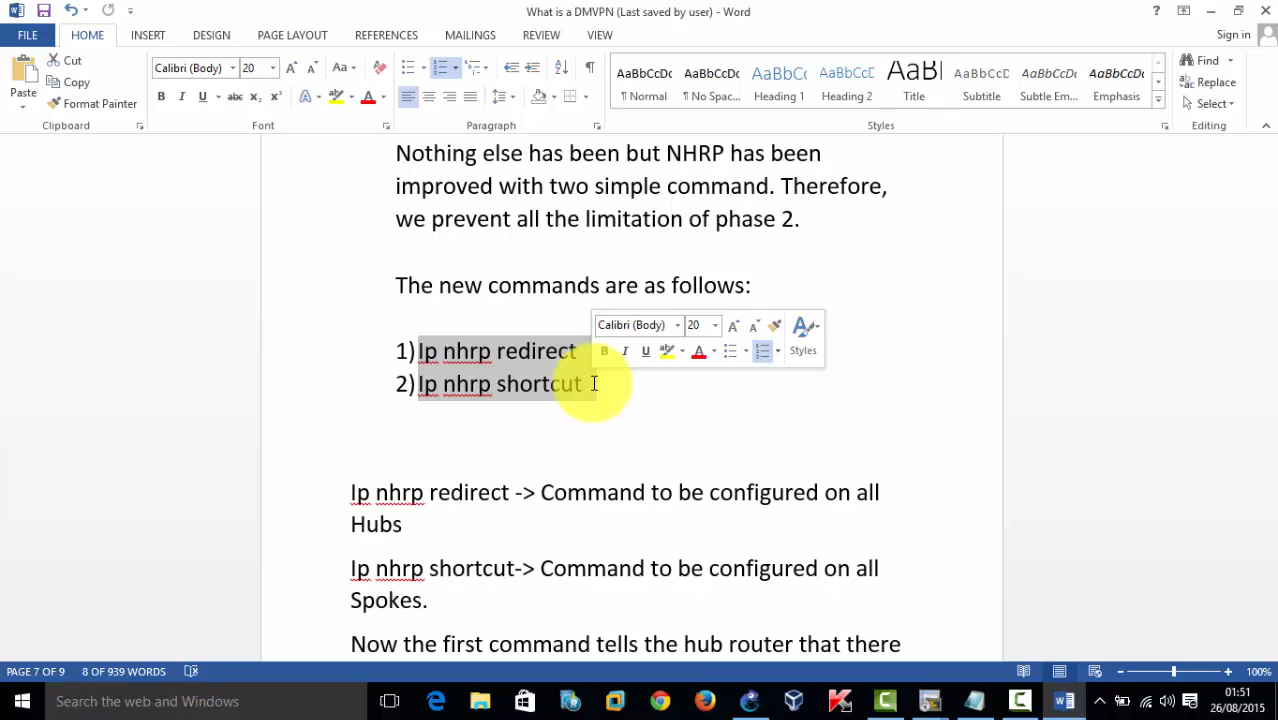 What is a DMVPN (Last saved by user) - Word
? Sign in
FILE HOME INSERT DESIGN PAGE LAYOUT REFERENCES MAILINGS REVIEW VIEW
Paste
Cut
Copy
Format Painter
Clipboard
Calibri (Body) 20 Aa
B I U abc x₂ x² A A
Font
Paragraph
AaBbCcDc AaBbCcDc AaBbCc AaBbCcC AaBl AaBbCcD AaBbCcDc AaBbCcDc
¶ Normal ¶ No Spac... Heading 1 Heading 2 Title Subtitle Subtle Em... Emphasis
Styles
Find
Replace
Select
Editing
Nothing else has been but NHRP has been
improved with two simple command. Therefore,
we prevent all the limitation of phase 2.
The new commands are as follows:
Calibri (Body) 20
B I U A Styles
1) Ip nhrp redirect
2) Ip nhrp shortcut
Ip nhrp redirect -> Command to be configured on all
Hubs
Ip nhrp shortcut-> Command to be configured on all
Spokes.
Now the first command tells the hub router that there
PAGE 7 OF 9 8 OF 939 WORDS 100%
Search the web and Windows
01:51
26/08/2015